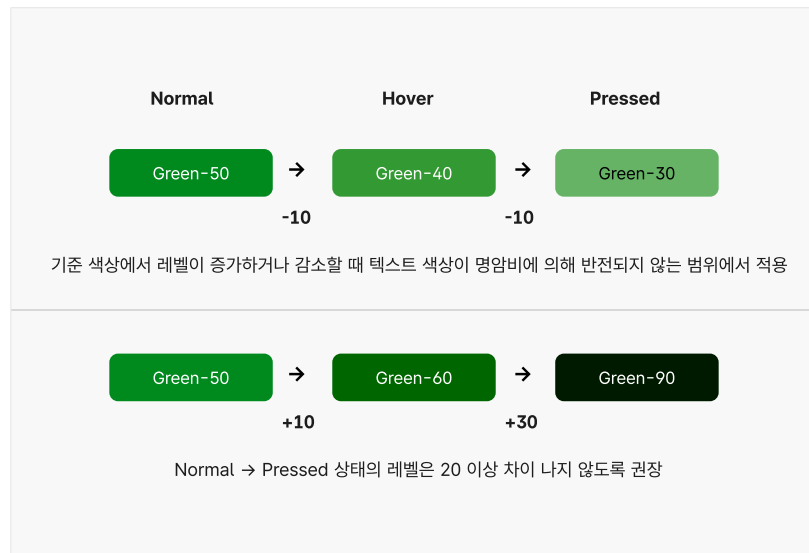 Normal Hover Pressed
Green-50 → Green-40 → Green-30
-10 -10
기준 색상에서 레벨이 증가하거나 감소할 때 텍스트 색상이 명암비에 의해 반전되지 않는 범위에서 적용
Green-50 → Green-60 → Green-90
+10 +30
Normal → Pressed 상태의 레벨은 20 이상 차이 나지 않도록 권장